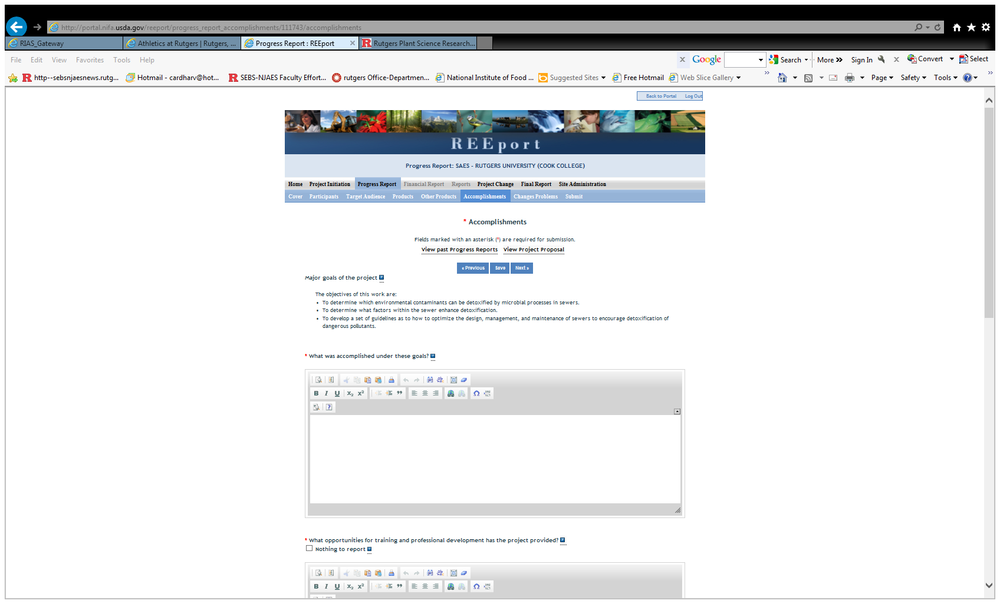 http://portal.nifa.usda.gov/reeport/progress_report_accomplishments/111743/accomplishments
RIAS_Gateway
Athletics at Rutgers | Rutgers, ...
Progress Report : REEport
R Rutgers Plant Science Research...
File Edit View Favorites Tools Help
x Google Search More » Sign In x Convert Select
R http--sebsnjaesnews.rutg... Hotmail - cardharv@hot... R SEBS-NJAES Faculty Effort... rutgers Office-Departmen... National Institute of Food ... Suggested Sites Free Hotmail Web Slice Gallery » Page Safety Tools »
Back to Portal Log Out
REEport
Progress Report: SAES - RUTGERS UNIVERSITY (COOK COLLEGE)
Home Project Initiation Progress Report Financial Report Reports Project Change Final Report Site Administration
Cover Participants Target Audience Products Other Products Accomplishments Changes Problems Submit
* Accomplishments
Fields marked with an asterisk (*) are required for submission.
View past Progress Reports View Project Proposal
« Previous Save Next »
Major goals of the project ?
The objectives of this work are:
• To determine which environmental contaminants can be detoxified by microbial processes in sewers.
• To determine what factors within the sewer enhance detoxification.
• To develop a set of guidelines as to how to optimize the design, management, and maintenance of sewers to encourage detoxification of
dangerous pollutants.
* What was accomplished under these goals? ?
B I U x₂ x²
?
* What opportunities for training and professional development has the project provided? ?
Nothing to report ?
B I U x₂ x²